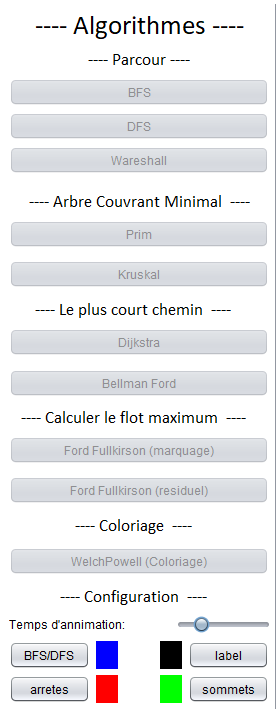 ---- Algorithmes ----
---- Parcour ----
BFS
DFS
Wareshall
---- Arbre Couvrant Minimal ----
Prim
Kruskal
---- Le plus court chemin ----
Dijkstra
Bellman Ford
---- Calculer le flot maximum ----
Ford Fullkirson (marquage)
Ford Fullkirson (residuel)
---- Coloriage ----
WelchPowell (Coloriage)
---- Configuration ----
Temps d'annimation:
BFS/DFS label
arretes sommets